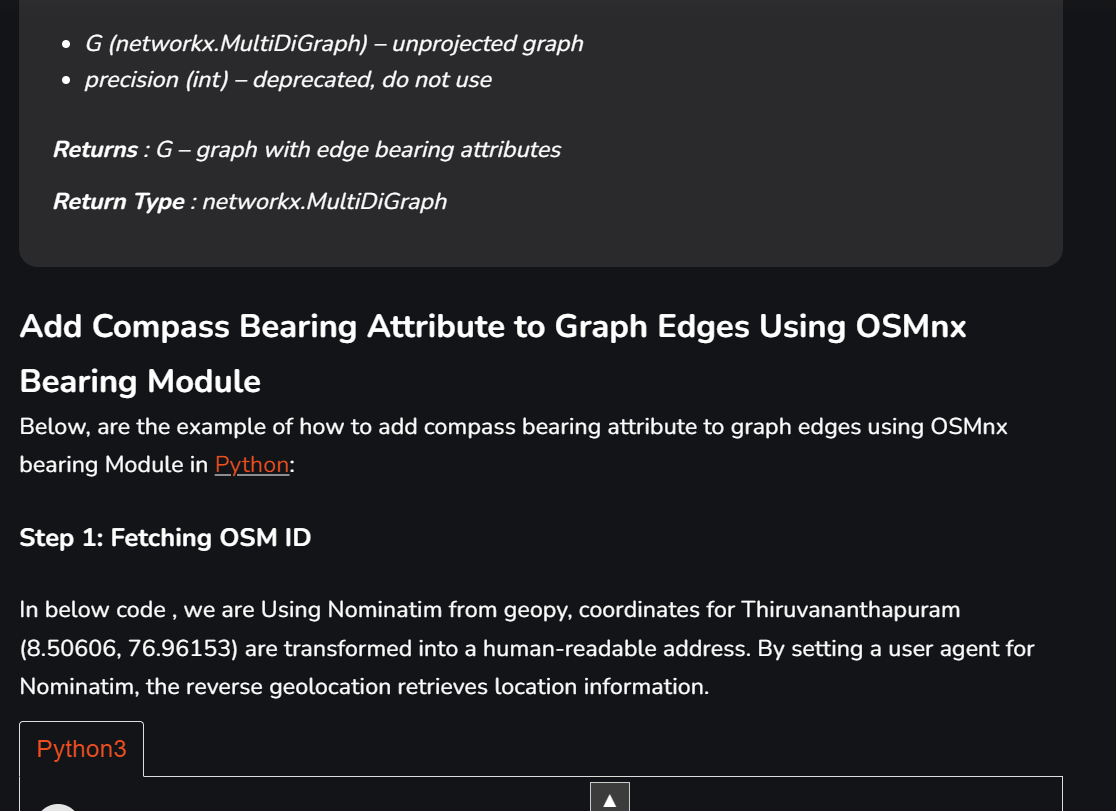 G (networkx.MultiDiGraph) – unprojected graph
precision (int) – deprecated, do not use
Returns : G – graph with edge bearing attributes
Return Type : networkx.MultiDiGraph
Add Compass Bearing Attribute to Graph Edges Using OSMnx
Bearing Module
Below, are the example of how to add compass bearing attribute to graph edges using OSMnx
bearing Module in Python:
Step 1: Fetching OSM ID
In below code , we are Using Nominatim from geopy, coordinates for Thiruvananthapuram
(8.50606, 76.96153) are transformed into a human-readable address. By setting a user agent for
Nominatim, the reverse geolocation retrieves location information.
Python3